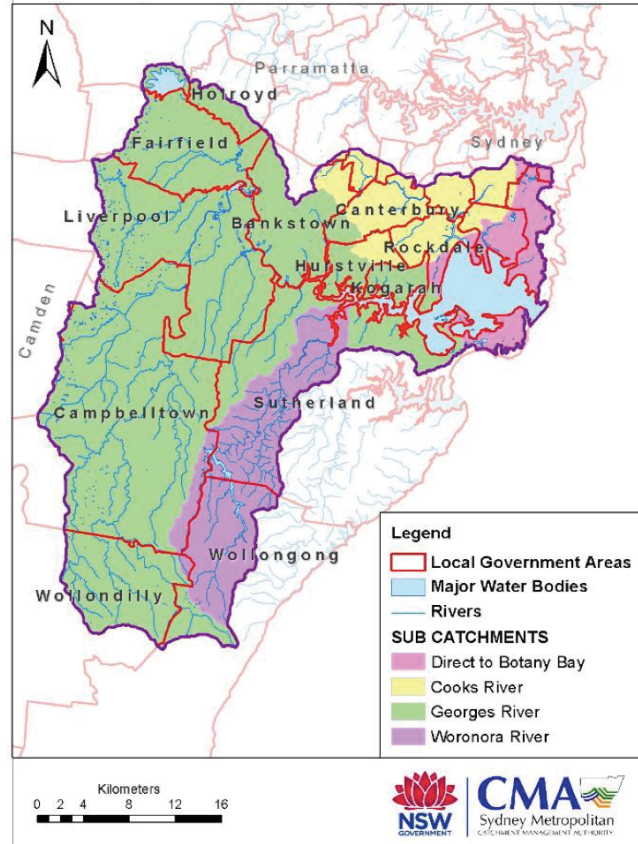 N
Parramatta
Holroyd
Fairfield
Sydney
Liverpool
Canterbury
Bankstown
Rockdale
Hurstville
Kogarah
Camden
Campbelltown
Sutherland
Wollongong
Wollondilly
Legend
Local Government Areas
Major Water Bodies
Rivers
SUB CATCHMENTS
Direct to Botany Bay
Cooks River
Georges River
Woronora River
Kilometers
0 2 4 8 12 16
NSW
GOVERNMENT
CMA
Sydney Metropolitan
CATCHMENT MANAGEMENT AUTHORITY